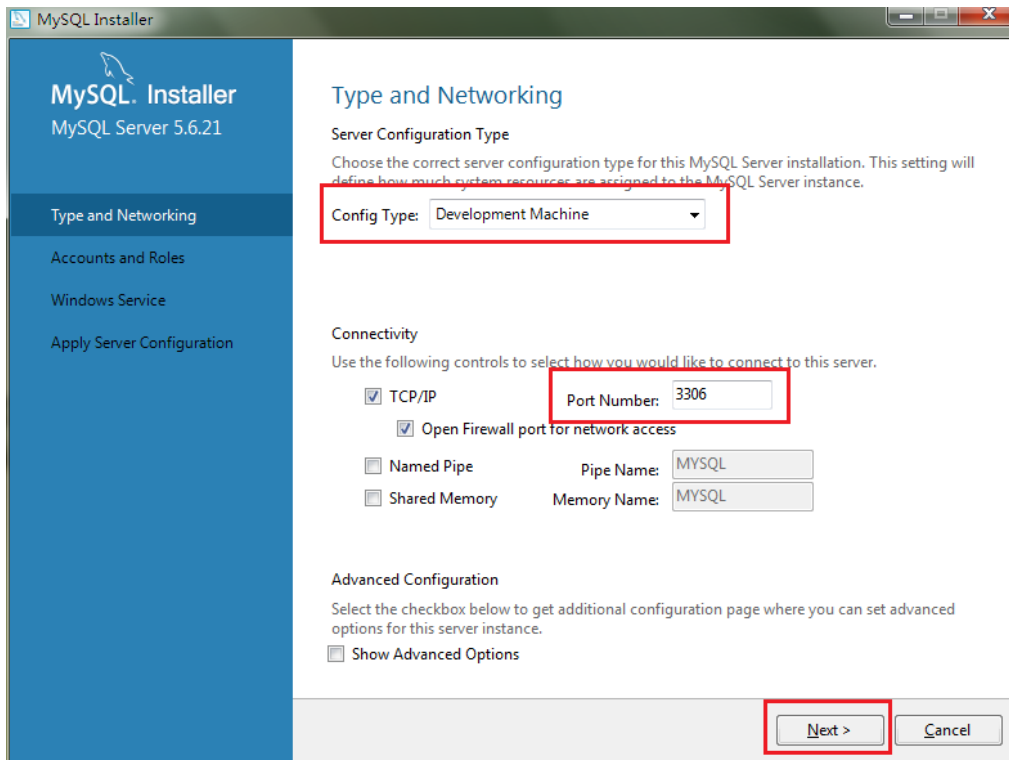 MySQL Installer
MySQL. Installer
MySQL Server 5.6.21
Type and Networking
Accounts and Roles
Windows Service
Apply Server Configuration
Type and Networking
Server Configuration Type
Choose the correct server configuration type for this MySQL Server installation. This setting will
define how much system resources are assigned to the MySQL Server instance.
Config Type: Development Machine
Connectivity
Use the following controls to select how you would like to connect to this server.
TCP/IP Port Number: 3306
Open Firewall port for network access
Named Pipe Pipe Name: MYSQL
Shared Memory Memory Name: MYSQL
Advanced Configuration
Select the checkbox below to get additional configuration page where you can set advanced
options for this server instance.
Show Advanced Options
Next > Cancel